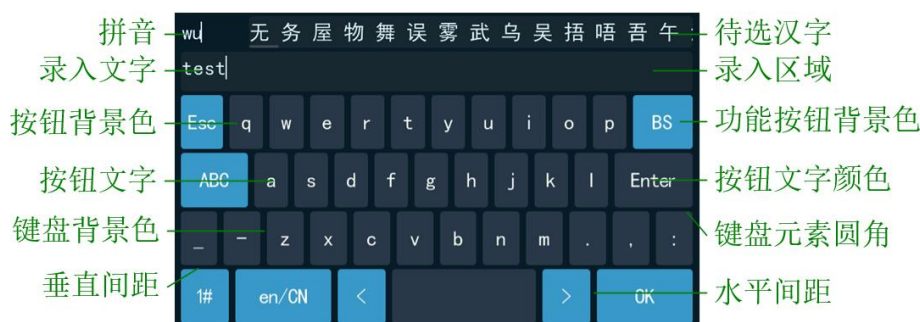 拼音 wu 无 务 屋 物 舞 误 雾 武 乌 吴 捂 唔 吾 午 待选汉字
录入文字 test 录入区域
按钮背景色 Esc q w e r t y u i o p BS 功能按钮背景色
按钮文字 ABC a s d f g h j k l Enter 按钮文字颜色
键盘背景色 _ - z x c v b n m . , : 键盘元素圆角
垂直间距 1# en/CN < > OK 水平间距